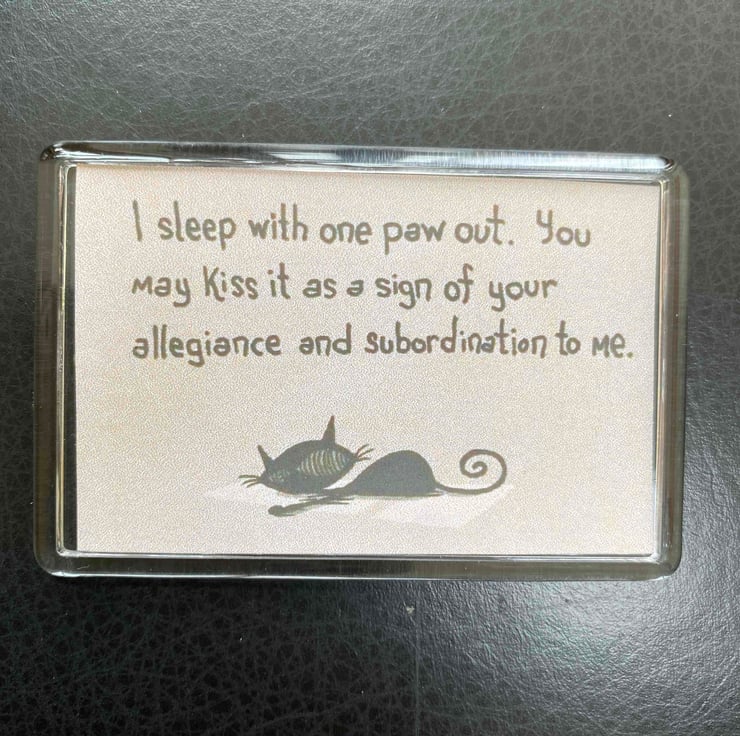 I sleep with one paw out. You
may kiss it as a sign of your
allegiance and subordination to me.